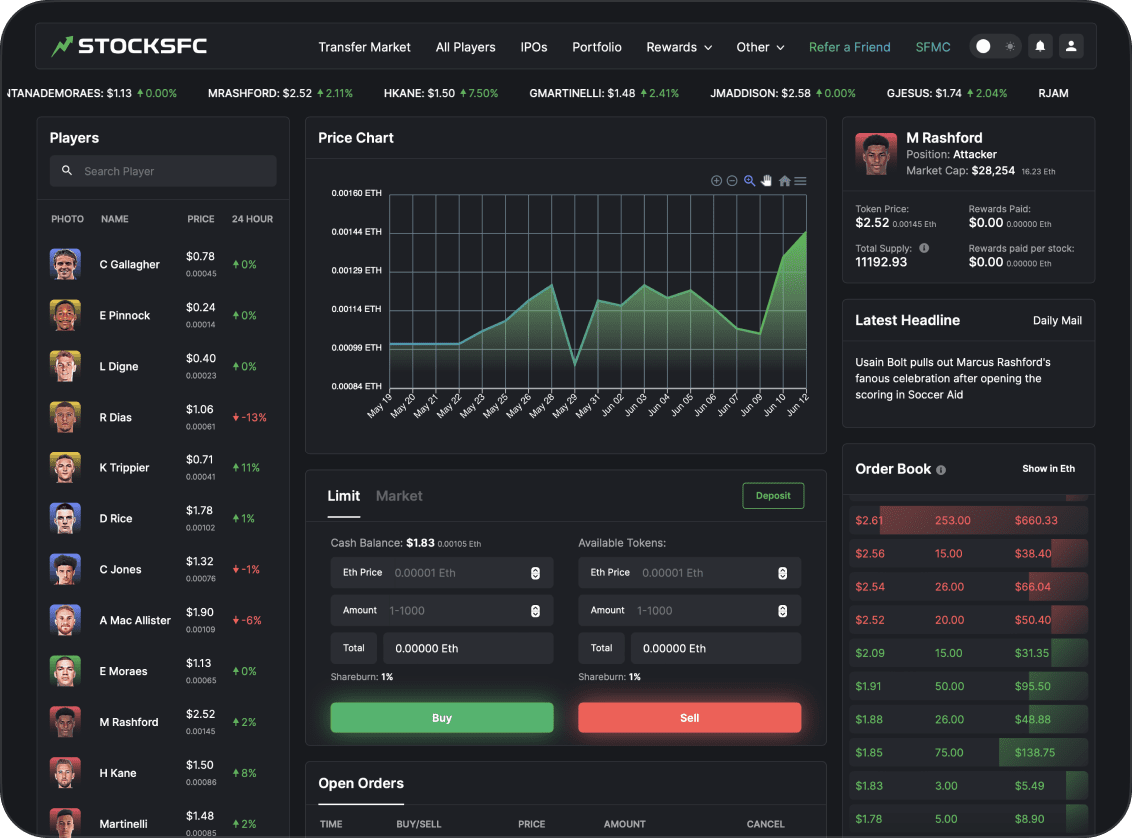 STOCKSFC
Transfer Market All Players IPOs Portfolio Rewards Other Refer a Friend SFMC
NTANADEMORAES: $1.13 0.00% MRASHFORD: $2.52 2.11% HKANE: $1.50 7.50% GMARTINELLI: $1.48 2.41% JMADDISON: $2.58 0.00% GJESUS: $1.74 2.04% RJAM
Players
Search Player
PHOTO NAME PRICE 24 HOUR
C Gallagher $0.78 0.00045 0%
E Pinnock $0.24 0.00014 0%
L Digne $0.40 0.00023 0%
R Dias $1.06 0.00061 -13%
K Trippier $0.71 0.00041 11%
D Rice $1.78 0.00102 1%
C Jones $1.32 0.00076 -1%
A Mac Allister $1.90 0.00109 -6%
E Moraes $1.13 0.00065 0%
M Rashford $2.52 0.00145 2%
H Kane $1.50 0.00086 8%
Martinelli $1.48 0.00085 2%
Price Chart
0.00160 ETH
0.00144 ETH
0.00129 ETH
0.00114 ETH
0.00099 ETH
0.00084 ETH
May 19 May 20 May 21 May 22 May 23 May 25 May 26 May 28 May 29 May 31 Jun 02 Jun 03 Jun 04 Jun 05 Jun 06 Jun 07 Jun 09 Jun 10 Jun 12
Limit Market Deposit
Cash Balance: $1.83 0.00105 Eth Available Tokens:
Eth Price 0.00001 Eth Eth Price 0.00001 Eth
Amount 1-1000 Amount 1-1000
Total 0.00000 Eth Total 0.00000 Eth
Shareburn: 1% Shareburn: 1%
Buy Sell
Open Orders
TIME BUY/SELL PRICE AMOUNT CANCEL
M Rashford
Position: Attacker
Market Cap: $28,254 16.23 Eth
Token Price: Rewards Paid:
$2.52 0.00145 Eth $0.00 0.00000 Eth
Total Supply: Rewards paid per stock:
11192.93 $0.00 0.00000 Eth
Latest Headline Daily Mail
Usain Bolt pulls out Marcus Rashford's
fanous celebration after opening the
scoring in Soccer Aid
Order Book Show in Eth
$2.61 253.00 $660.33
$2.56 15.00 $38.40
$2.54 26.00 $66.04
$2.52 20.00 $50.40
$2.09 15.00 $31.35
$1.91 50.00 $95.50
$1.88 26.00 $48.88
$1.85 75.00 $138.75
$1.83 3.00 $5.49
$1.78 5.00 $8.90